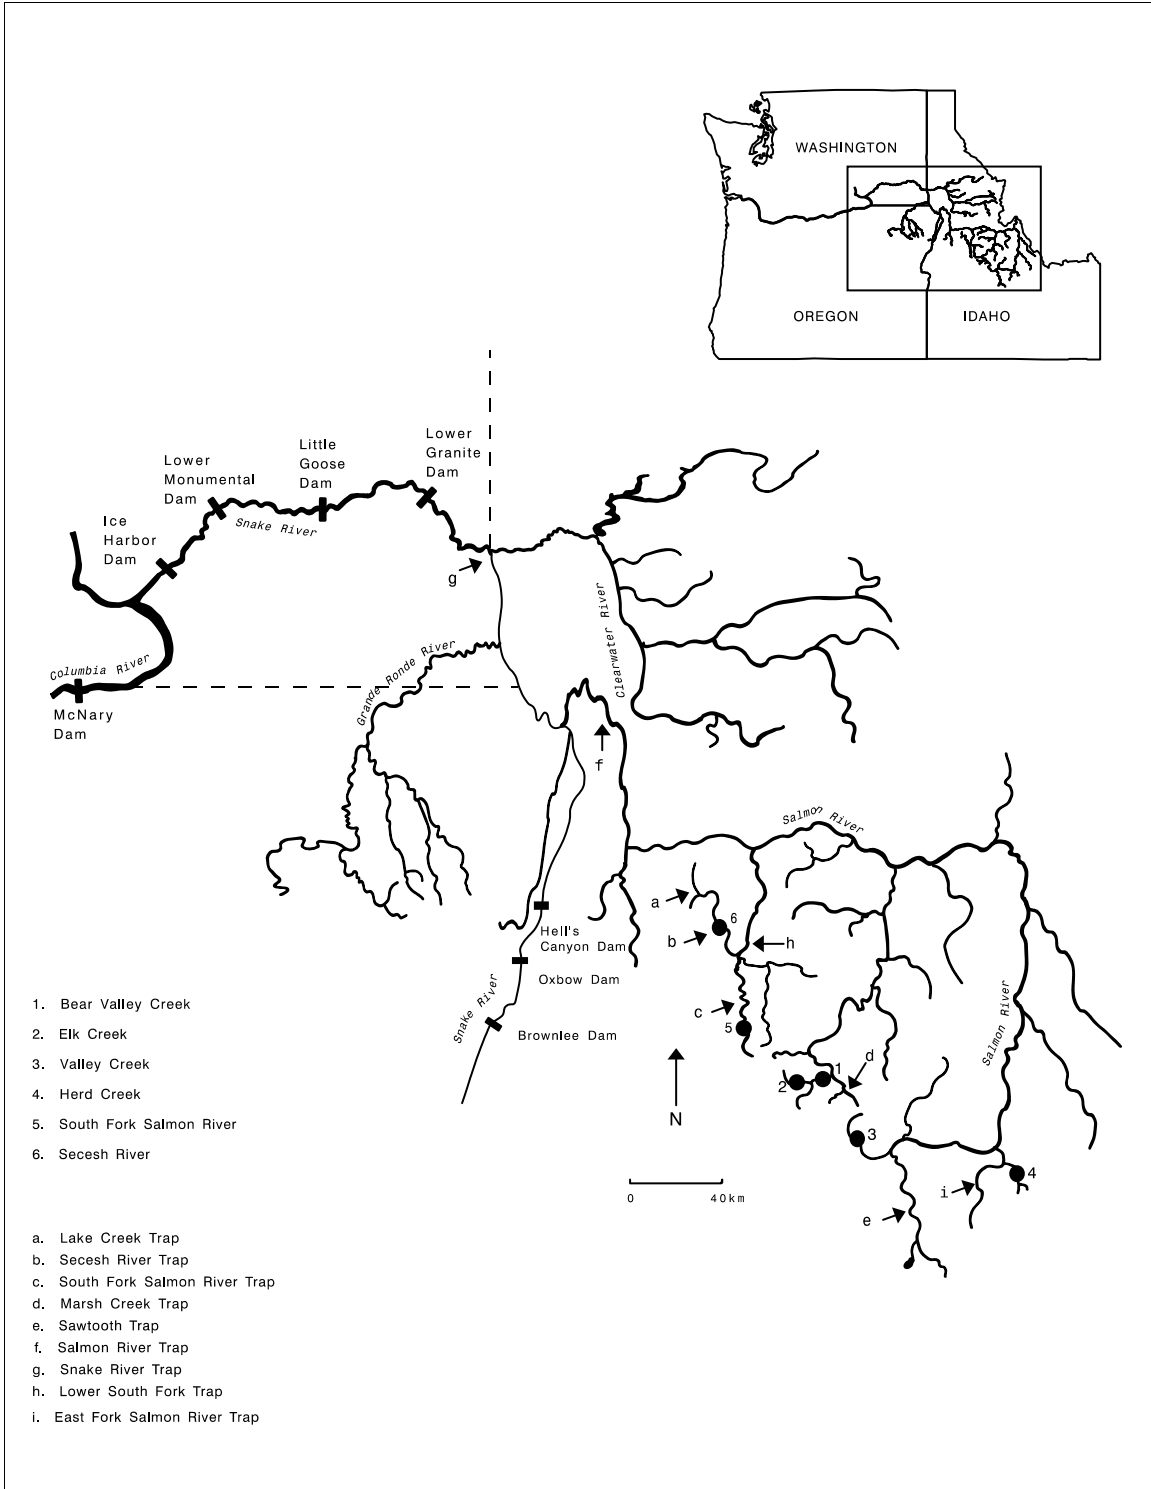 WASHINGTON
OREGON
IDAHO
Lower
Granite
Dam
Little
Goose
Dam
Lower
Monumental
Dam
Snake River
Ice
Harbor
Dam
g
Clearwater River
Grande Ronde River
Columbia River
McNary
Dam
f
Salmon River
a
6
b
h
Hell's
Canyon Dam
Oxbow Dam
Snake River
Brownlee Dam
c
5
Salmon River
d
1
2
3
4
i
e
N
0 40km
1. Bear Valley Creek
2. Elk Creek
3. Valley Creek
4. Herd Creek
5. South Fork Salmon River
6. Secesh River
a. Lake Creek Trap
b. Secesh River Trap
c. South Fork Salmon River Trap
d. Marsh Creek Trap
e. Sawtooth Trap
f. Salmon River Trap
g. Snake River Trap
h. Lower South Fork Trap
i. East Fork Salmon River Trap